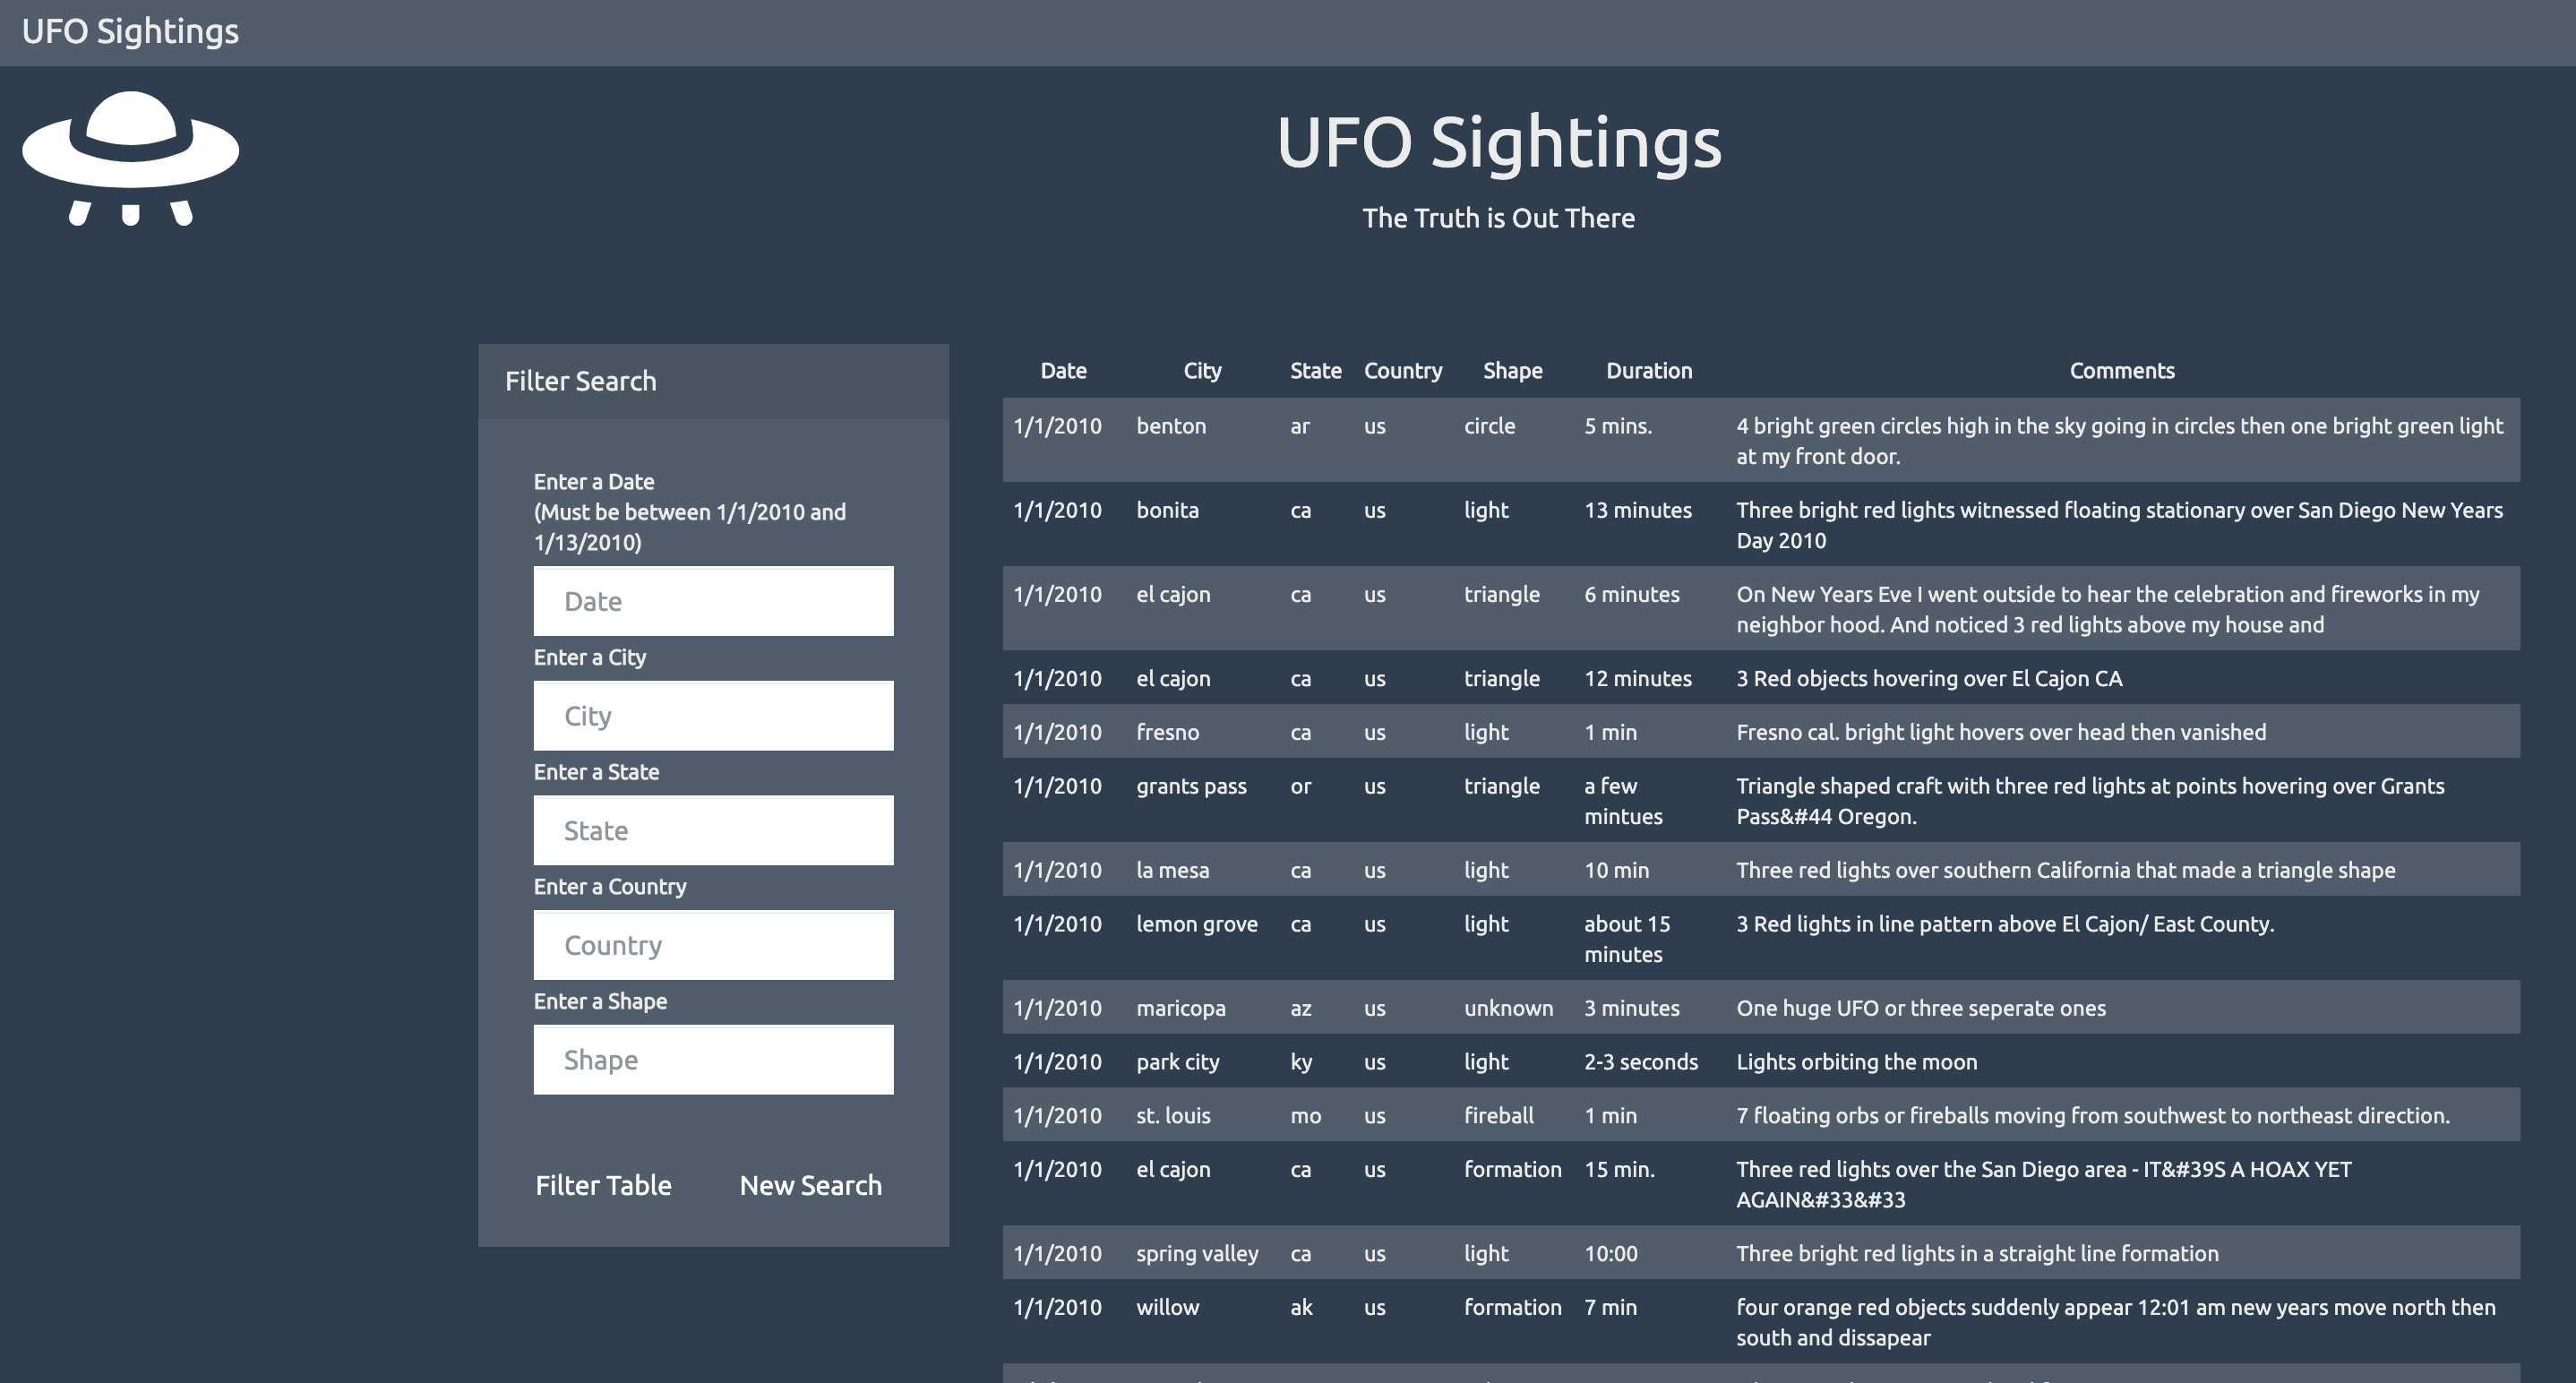 UFO Sightings
UFO Sightings
The Truth is Out There
Filter Search
Enter a Date
(Must be between 1/1/2010 and
1/13/2010)
Date
Enter a City
City
Enter a State
State
Enter a Country
Country
Enter a Shape
Shape
Filter Table New Search
Date City State Country Shape Duration Comments
1/1/2010 benton ar us circle 5 mins. 4 bright green circles high in the sky going in circles then one bright green light
at my front door.
1/1/2010 bonita ca us light 13 minutes Three bright red lights witnessed floating stationary over San Diego New Years
Day 2010
1/1/2010 el cajon ca us triangle 6 minutes On New Years Eve I went outside to hear the celebration and fireworks in my
neighbor hood. And noticed 3 red lights above my house and
1/1/2010 el cajon ca us triangle 12 minutes 3 Red objects hovering over El Cajon CA
1/1/2010 fresno ca us light 1 min Fresno cal. bright light hovers over head then vanished
1/1/2010 grants pass or us triangle a few Triangle shaped craft with three red lights at points hovering over Grants
mintues Pass&#44 Oregon.
1/1/2010 la mesa ca us light 10 min Three red lights over southern California that made a triangle shape
1/1/2010 lemon grove ca us light about 15 3 Red lights in line pattern above El Cajon/ East County.
minutes
1/1/2010 maricopa az us unknown 3 minutes One huge UFO or three seperate ones
1/1/2010 park city ky us light 2-3 seconds Lights orbiting the moon
1/1/2010 st. louis mo us fireball 1 min 7 floating orbs or fireballs moving from southwest to northeast direction.
1/1/2010 el cajon ca us formation 15 min. Three red lights over the San Diego area - IT&#39S A HOAX YET
AGAIN&#33&#33
1/1/2010 spring valley ca us light 10:00 Three bright red lights in a straight line formation
1/1/2010 willow ak us formation 7 min four orange red objects suddenly appear 12:01 am new years move north then
south and dissapear